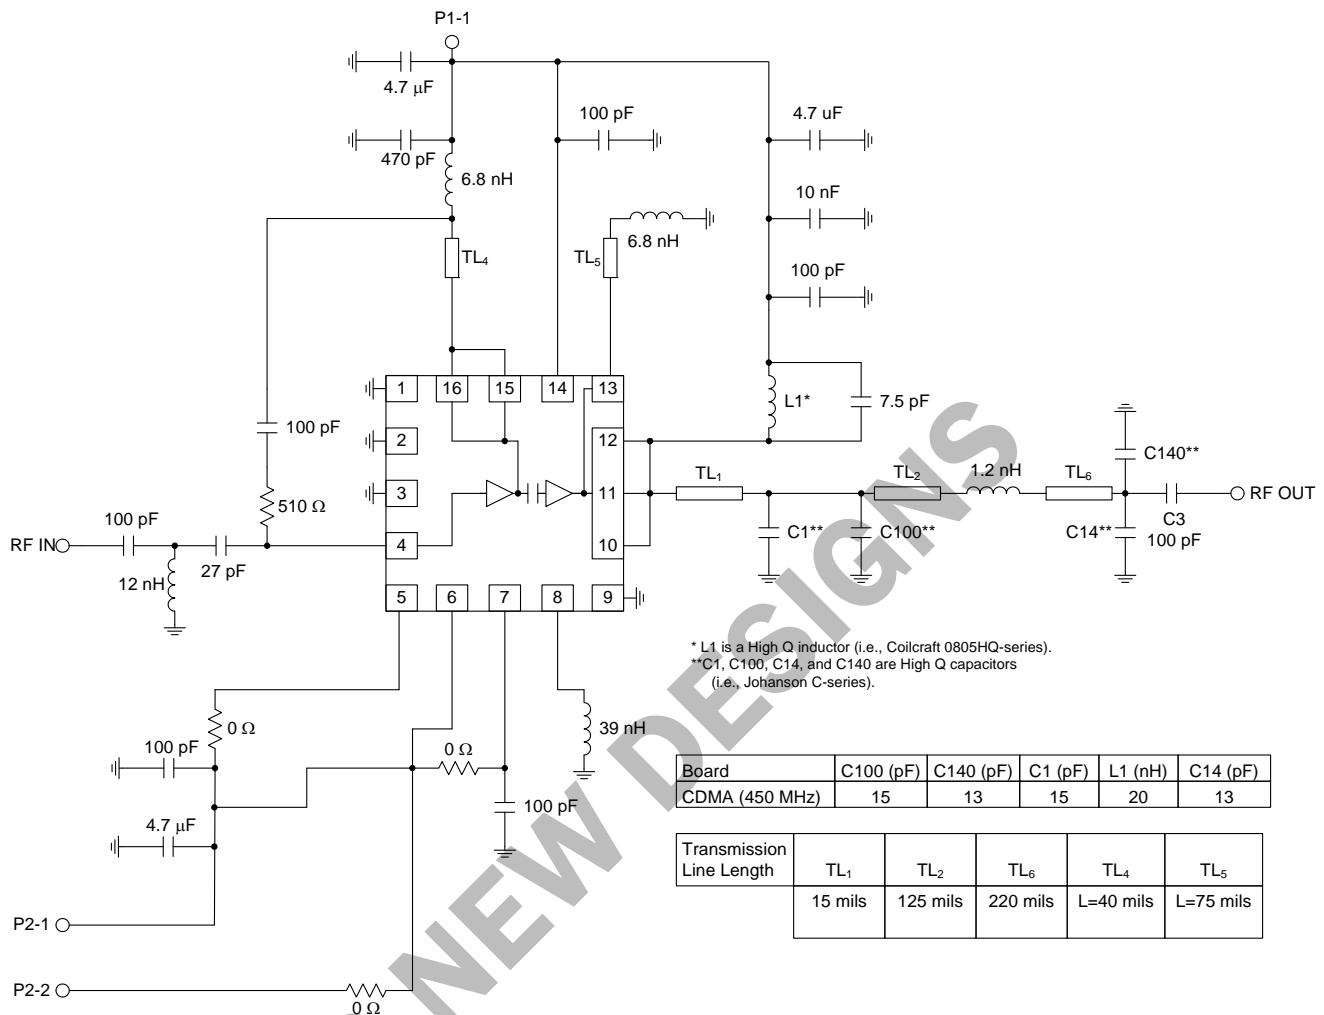 P1-1
4.7 μF
100 pF
4.7 uF
470 pF
6.8 nH
10 nF
6.8 nH
TL4
TL5
100 pF
1
16
15
14
13
L1*
7.5 pF
100 pF
2
12
C140**
3
11
TL1
TL2
1.2 nH
TL6
RF OUT
510 Ω
100 pF
C1**
C100**
C14**
C3
100 pF
RF IN
4
10
12 nH
27 pF
5
6
7
8
9
* L1 is a High Q inductor (i.e., Coilcraft 0805HQ-series).
**C1, C100, C14, and C140 are High Q capacitors
(i.e., Johanson C-series).
0 Ω
39 nH
100 pF
0 Ω
100 pF
4.7 μF
Board C100 (pF) C140 (pF) C1 (pF) L1 (nH) C14 (pF)
CDMA (450 MHz) 15 13 15 20 13
Transmission
Line Length TL1 TL2 TL6 TL4 TL5
15 mils 125 mils 220 mils L=40 mils L=75 mils
P2-1
P2-2
0 Ω
NEW DESIGNS